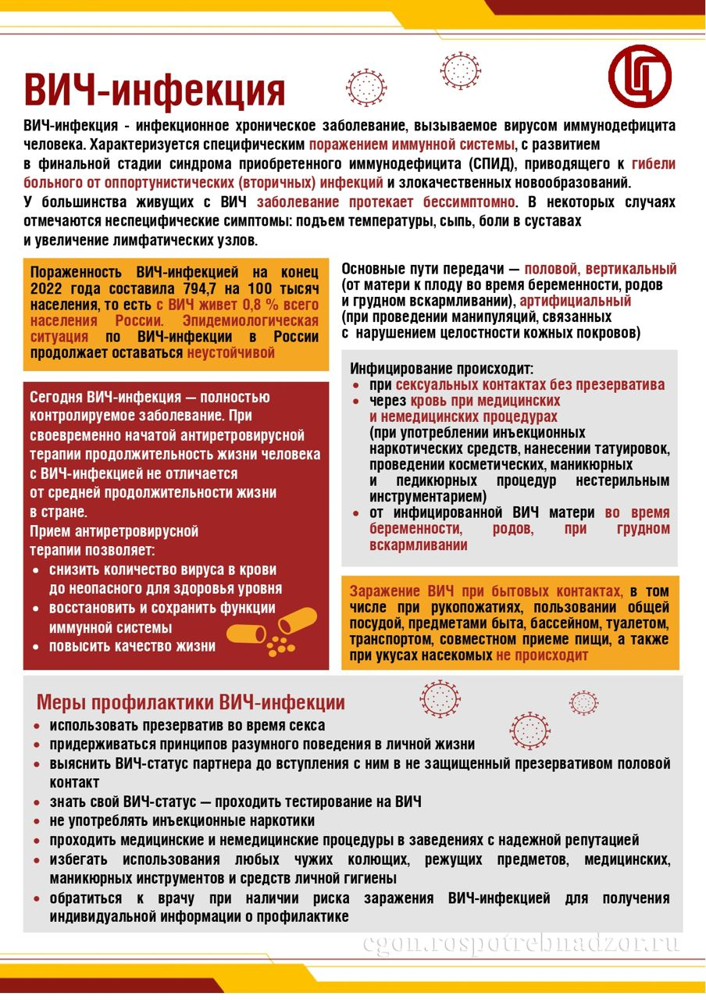 ВИЧ-инфекция
ВИЧ-инфекция - инфекционное хроническое заболевание, вызываемое вирусом иммунодефицита
человека. Характеризуется специфическим поражением иммунной системы, с развитием
в финальной стадии синдрома приобретенного иммунодефицита (СПИД), приводящего к гибели
больного от оппортунистических (вторичных) инфекций и злокачественных новообразований.
У большинства живущих с ВИЧ заболевание протекает бессимптомно. В некоторых случаях
отмечаются неспецифические симптомы: подъем температуры, сыпь, боли в суставах
и увеличение лимфатических узлов.
Пораженность ВИЧ-инфекцией на конец
2022 года составила 794,7 на 100 тысяч
населения, то есть с ВИЧ живет 0,8 % всего
населения России. Эпидемиологическая
ситуация по ВИЧ-инфекции в России
продолжает оставаться неустойчивой
Сегодня ВИЧ-инфекция — полностью
контролируемое заболевание. При
своевременно начатой антиретровирусной
терапии продолжительность жизни человека
с ВИЧ-инфекцией не отличается
от средней продолжительности жизни
в стране.
Прием антиретровирусной
терапии позволяет:
• снизить количество вируса в крови
до неопасного для здоровья уровня
• восстановить и сохранить функции
иммунной системы
• повысить качество жизни
Основные пути передачи — половой, вертикальный
(от матери к плоду во время беременности, родов
и грудном вскармливании), артифициальный
(при проведении манипуляций, связанных
с нарушением целостности кожных покровов)
Инфицирование происходит:
• при сексуальных контактах без презерватива
• через кровь при медицинских
и немедицинских процедурах
(при употреблении инъекционных
наркотических средств, нанесении татуировок,
проведении косметических, маникюрных
и педикюрных процедур нестерильным
инструментарием)
• от инфицированной ВИЧ матери во время
беременности, родов, при грудном
вскармливании
Заражение ВИЧ при бытовых контактах, в том
числе при рукопожатиях, пользовании общей
посудой, предметами быта, бассейном, туалетом,
транспортом, совместном приеме пищи, а также
при укусах насекомых не происходит
Меры профилактики ВИЧ-инфекции
• использовать презерватив во время секса
• придерживаться принципов разумного поведения в личной жизни
• выяснить ВИЧ-статус партнера до вступления с ним в не защищенный презервативом половой
контакт
• знать свой ВИЧ-статус — проходить тестирование на ВИЧ
• не употреблять инъекционные наркотики
• проходить медицинские и немедицинские процедуры в заведениях с надежной репутацией
• избегать использования любых чужих колющих, режущих предметов, медицинских,
маникюрных инструментов и средств личной гигиены
• обратиться к врачу при наличии риска заражения ВИЧ-инфекцией для получения
индивидуальной информации о профилактике
cgon.rospotrebnadzor.ru